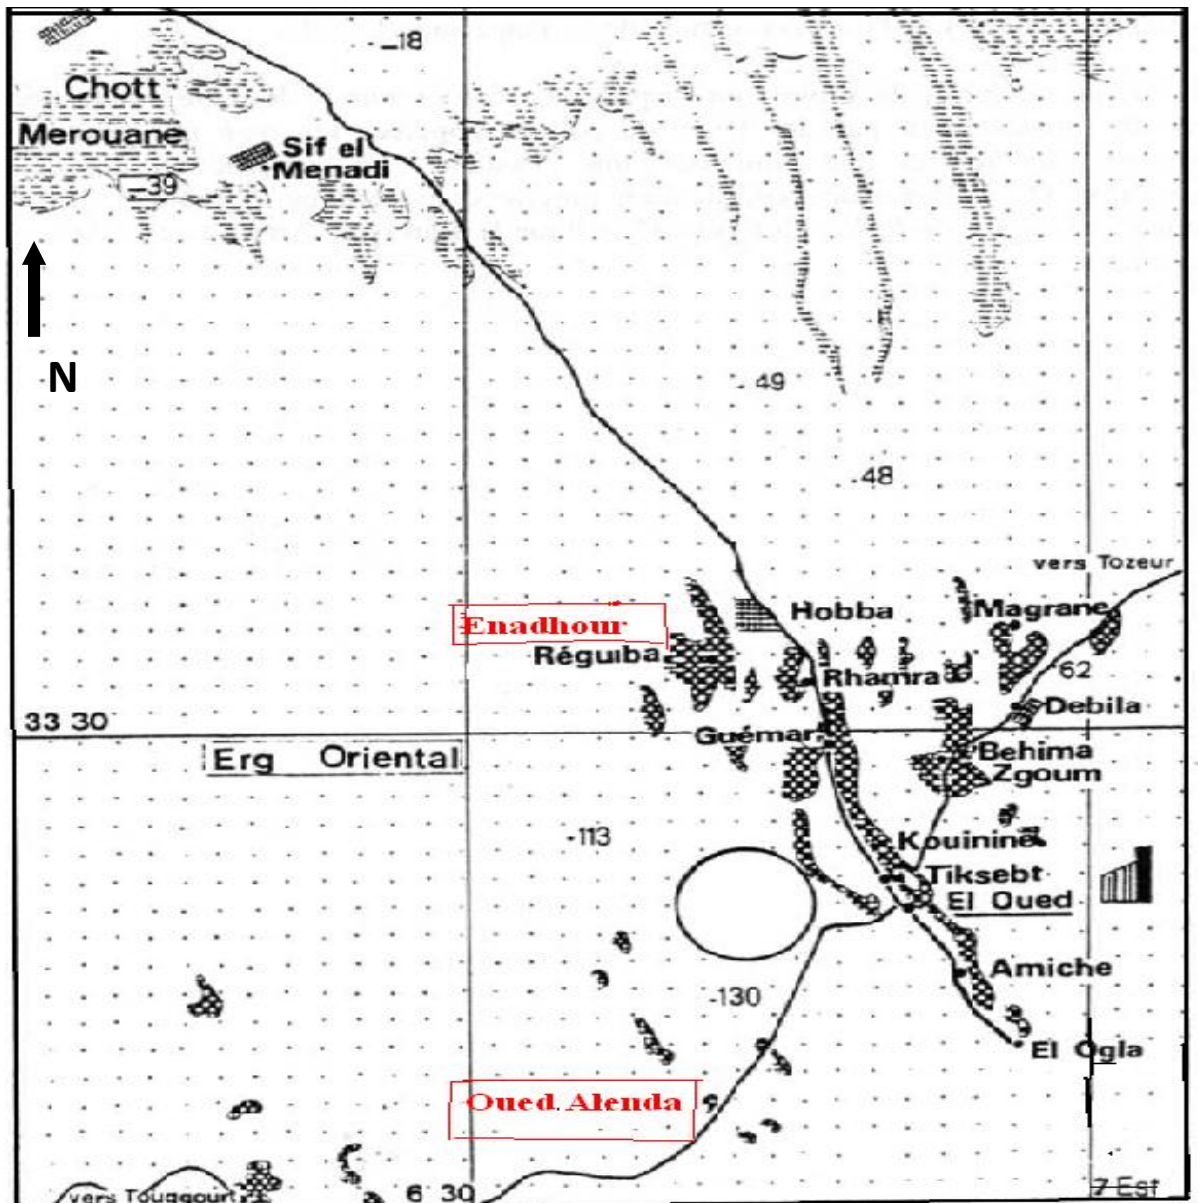 -18
Chott
Merouane
Sif el
Menadi
-39
N
49
48
vers Tozeur
Hobba
Magrane
Enadhour
Réguiba
Rhamra
62
Debila
33 30
Guémar
Erg Oriental
Behima
Zgoum
113
Kouinine
Tiksebt
El Oued
Amiche
130
El Ogla
Oued Alenda
vers Touggourt
6 30
7 Est